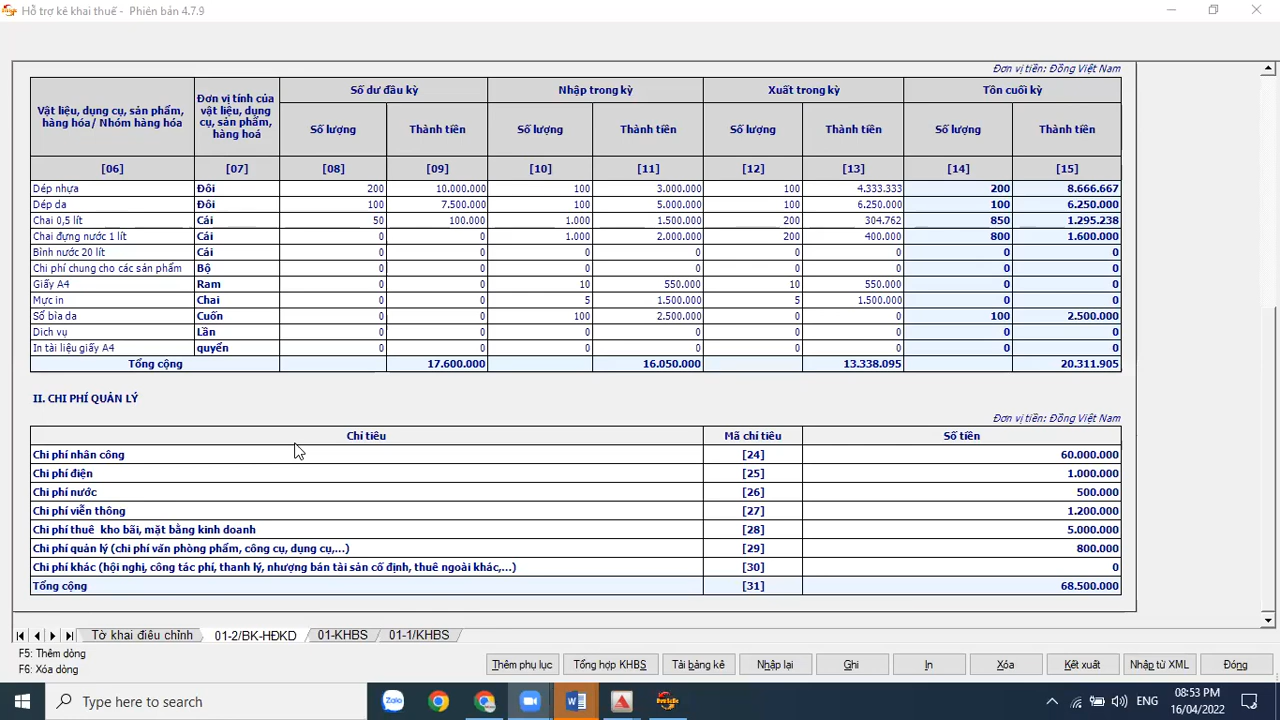 Hỗ trợ kê khai thuế - Phiên bản 4.7.9
Đơn vị tiền: Đồng Việt Nam
Vật liệu, dụng cụ, sản phẩm, hàng hóa/ Nhóm hàng hóa Đơn vị tính của vật liệu, dụng cụ, sản phẩm, hàng hoá Số dư đầu kỳ Nhập trong kỳ Xuất trong kỳ Tồn cuối kỳ
Số lượng Thành tiền Số lượng Thành tiền Số lượng Thành tiền Số lượng Thành tiền
[06] [07] [08] [09] [10] [11] [12] [13] [14] [15]
Dép nhựa Đôi 200 10.000.000 100 3.000.000 100 4.333.333 200 8.666.667
Dép da Đôi 100 7.500.000 100 5.000.000 100 6.250.000 100 6.250.000
Chai 0,5 lít Cái 50 100.000 1.000 1.500.000 200 304.762 850 1.295.238
Chai đựng nước 1 lít Cái 0 0 1.000 2.000.000 200 400.000 800 1.600.000
Bình nước 20 lít Cái 0 0 0 0 0 0 0 0
Chi phí chung cho các sản phẩm Bộ 0 0 0 0 0 0 0 0
Giấy A4 Ram 0 0 10 550.000 10 550.000 0 0
Mực in Chai 0 0 5 1.500.000 5 1.500.000 0 0
Sổ bìa da Cuốn 0 0 100 2.500.000 0 0 100 2.500.000
Dich vụ Lần 0 0 0 0 0 0 0 0
In tài liệu giấy A4 quyển 0 0 0 0 0 0 0 0
Tổng cộng 17.600.000 16.050.000 13.338.095 20.311.905
II. CHI PHÍ QUẢN LÝ
Đơn vị tiền: Đồng Việt Nam
Chỉ tiêu Mã chỉ tiêu Số tiền
Chi phí nhân công [24] 60.000.000
Chi phí điện [25] 1.000.000
Chi phí nước [26] 500.000
Chi phí viễn thông [27] 1.200.000
Chi phí thuê kho bãi, mặt bằng kinh doanh [28] 5.000.000
Chi phí quản lý (chi phí văn phòng phẩm, công cụ, dụng cụ,...) [29] 800.000
Chi phí khác (hội nghị, công tác phí, thanh lý, nhượng bán tài sản cố định, thuê ngoài khác,...) [30] 0
Tổng cộng [31] 68.500.000
Tờ khai điều chỉnh 01-2/BK-HĐKD 01-KHBS 01-1/KHBS
F5: Thêm dòng
F6: Xóa dòng
Thêm phụ lục Tổng hợp KHBS Tải bảng kê Nhập lại Ghi In Xóa Kết xuất Nhập từ XML Đóng
Type here to search Zalo ENG 08:53 PM
16/04/2022